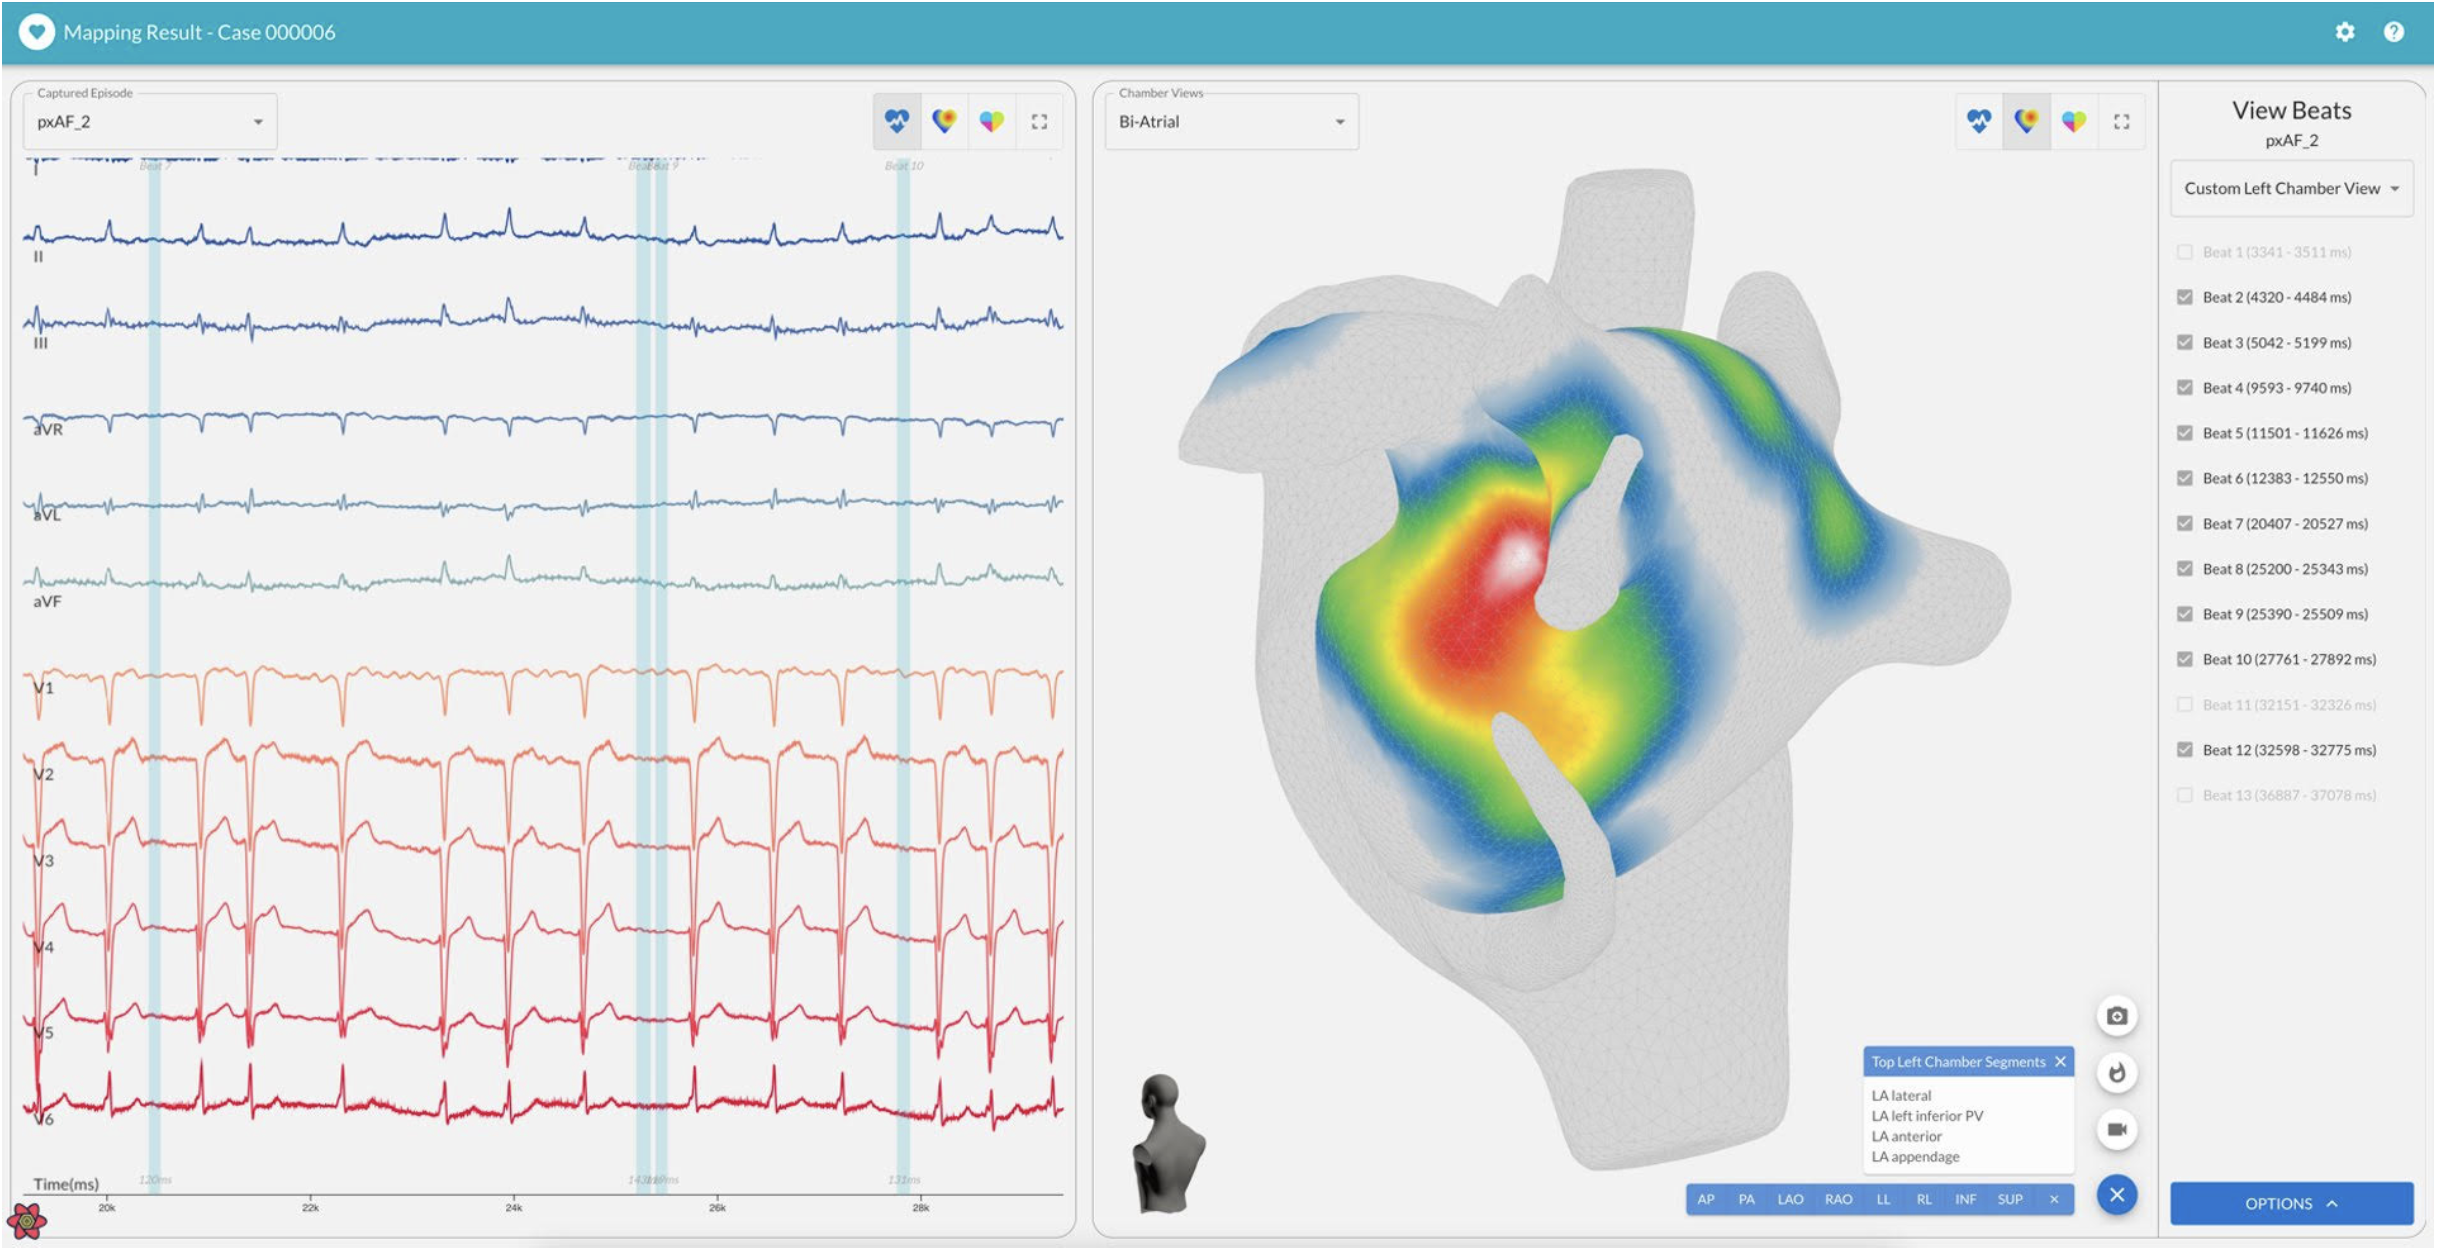 Mapping Result - Case 000006
Captured Episode
pxAF_2
Beat 7
Beat 9
Beat 10
I
II
III
aVR
aVL
aVF
V1
V2
V3
V4
V5
V6
120ms
131ms
Time(ms)
20k 22k 24k 26k 28k
Chamber Views
Bi-Atrial
Top Left Chamber Segments
LA lateral
LA left inferior PV
LA anterior
LA appendage
AP PA LAO RAO LL RL INF SUP ×
View Beats
pxAF_2
Custom Left Chamber View
Beat 1 (3341 - 3511 ms)
Beat 2 (4320 - 4484 ms)
Beat 3 (5042 - 5199 ms)
Beat 4 (9593 - 9740 ms)
Beat 5 (11501 - 11626 ms)
Beat 6 (12383 - 12550 ms)
Beat 7 (20407 - 20527 ms)
Beat 8 (25200 - 25343 ms)
Beat 9 (25390 - 25509 ms)
Beat 10 (27761 - 27892 ms)
Beat 11 (32151 - 32326 ms)
Beat 12 (32598 - 32775 ms)
Beat 13 (36887 - 37078 ms)
OPTIONS